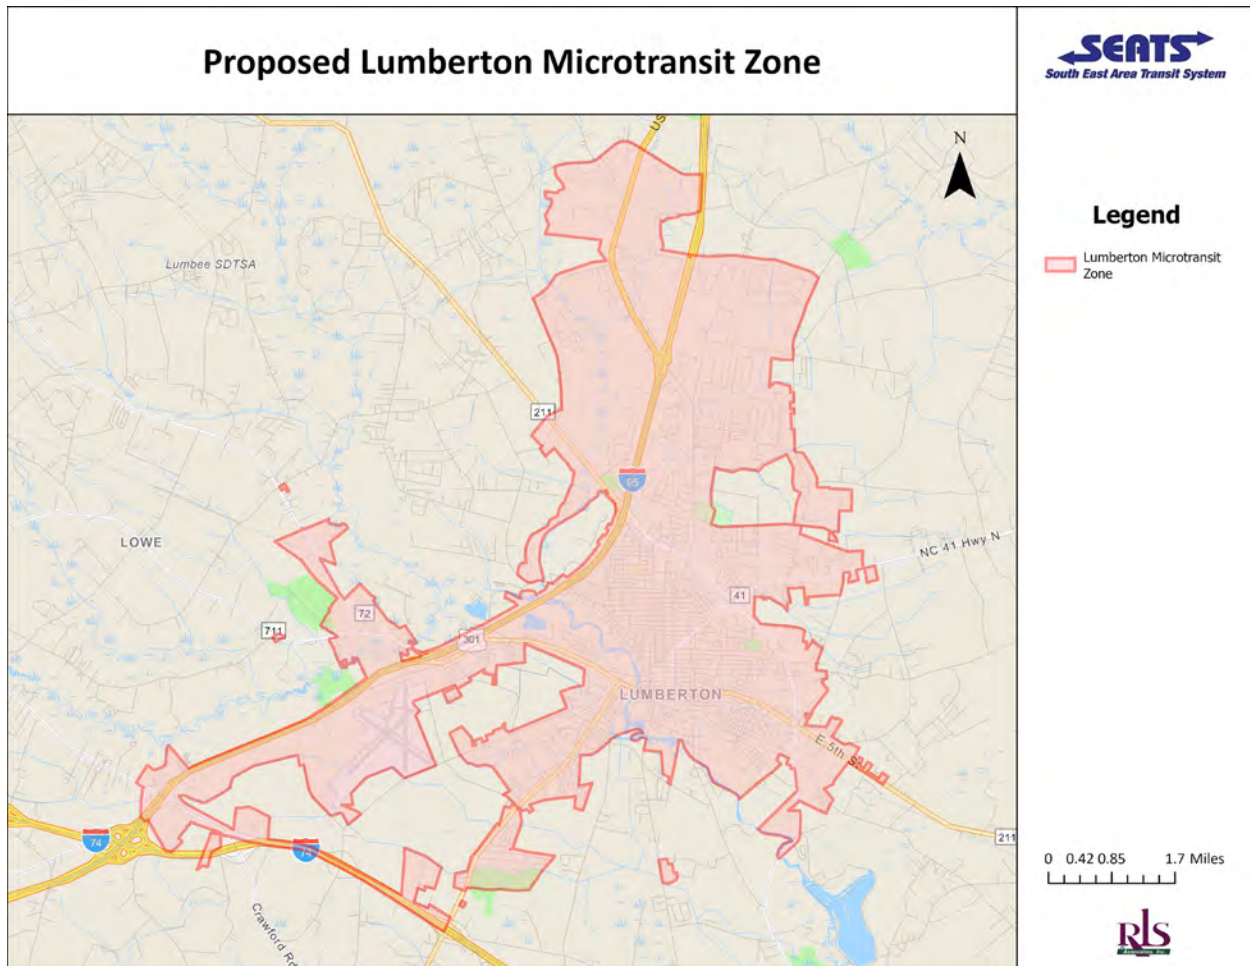 Proposed Lumberton Microtransit Zone
SEATS
South East Area Transit System
N
Legend
Lumberton Microtransit
Zone
US
Lumbee SDTSA
211
95
LOWE
NC 41 Hwy N
72
41
711
301
LUMBERTON
E 5th St
74
74
211
Crawford Rd
0 0.42 0.85 1.7 Miles
RLS
& Associates, Inc.